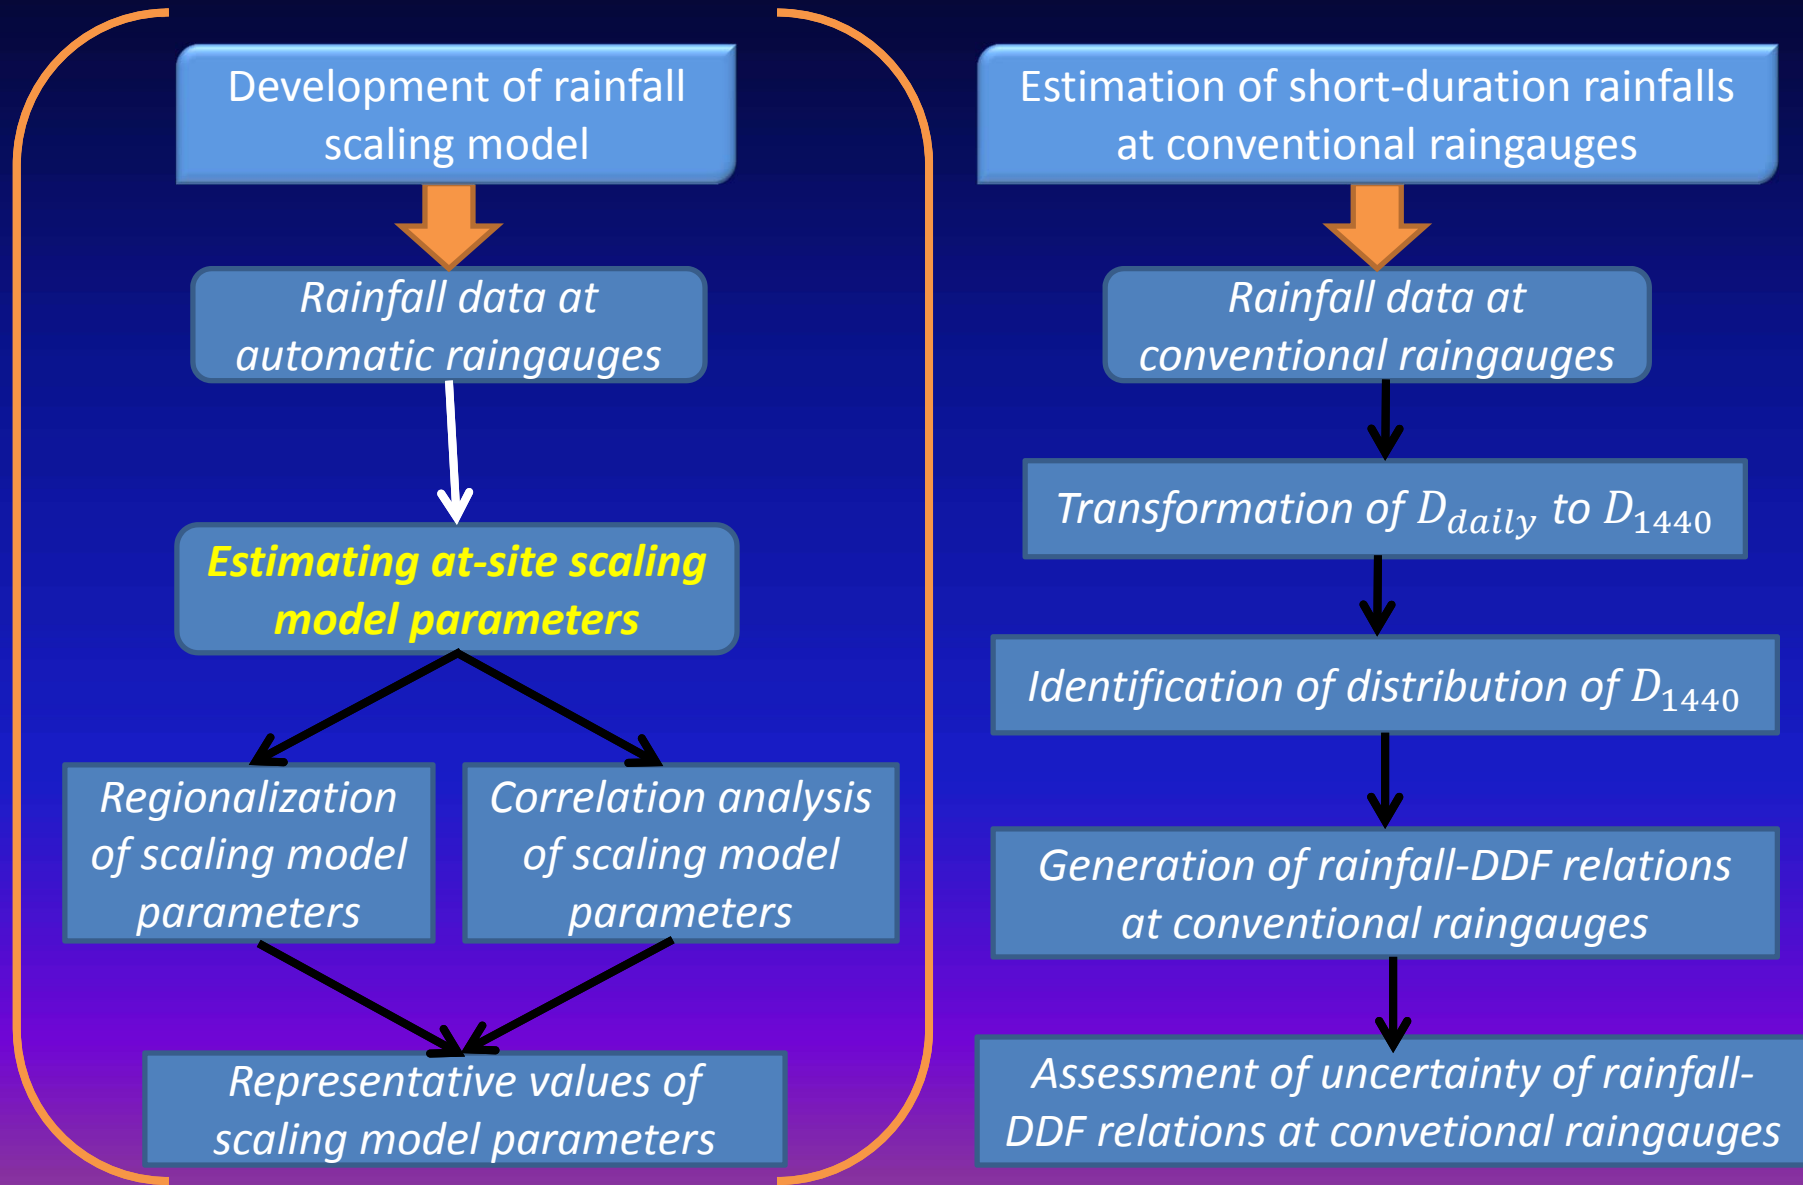 Development of rainfall
scaling model
Rainfall data at
automatic raingauges
Estimating at-site scaling
model parameters
Regionalization
of scaling model
parameters
Correlation analysis
of scaling model
parameters
Representative values of
scaling model parameters
Estimation of short-duration rainfalls
at conventional raingauges
Rainfall data at
conventional raingauges
Transformation of D_daily to D_1440
Identification of distribution of D_1440
Generation of rainfall-DDF relations
at conventional raingauges
Assessment of uncertainty of rainfall-
DDF relations at convetional raingauges